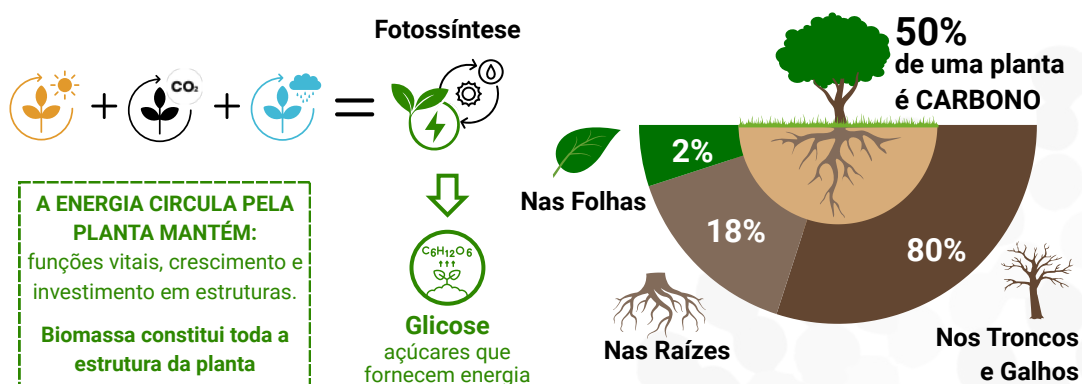 Fotossíntese
CO₂
A ENERGIA CIRCULA PELA
PLANTA MANTÉM:
funções vitais, crescimento e
investimento em estruturas.
Biomassa constitui toda a
estrutura da planta
C₆H₁₂O₆
Glicose
açúcares que
fornecem energia
50%
de uma planta
é CARBONO
2%
Nas Folhas
18%
80%
Nas Raízes
Nos Troncos
e Galhos